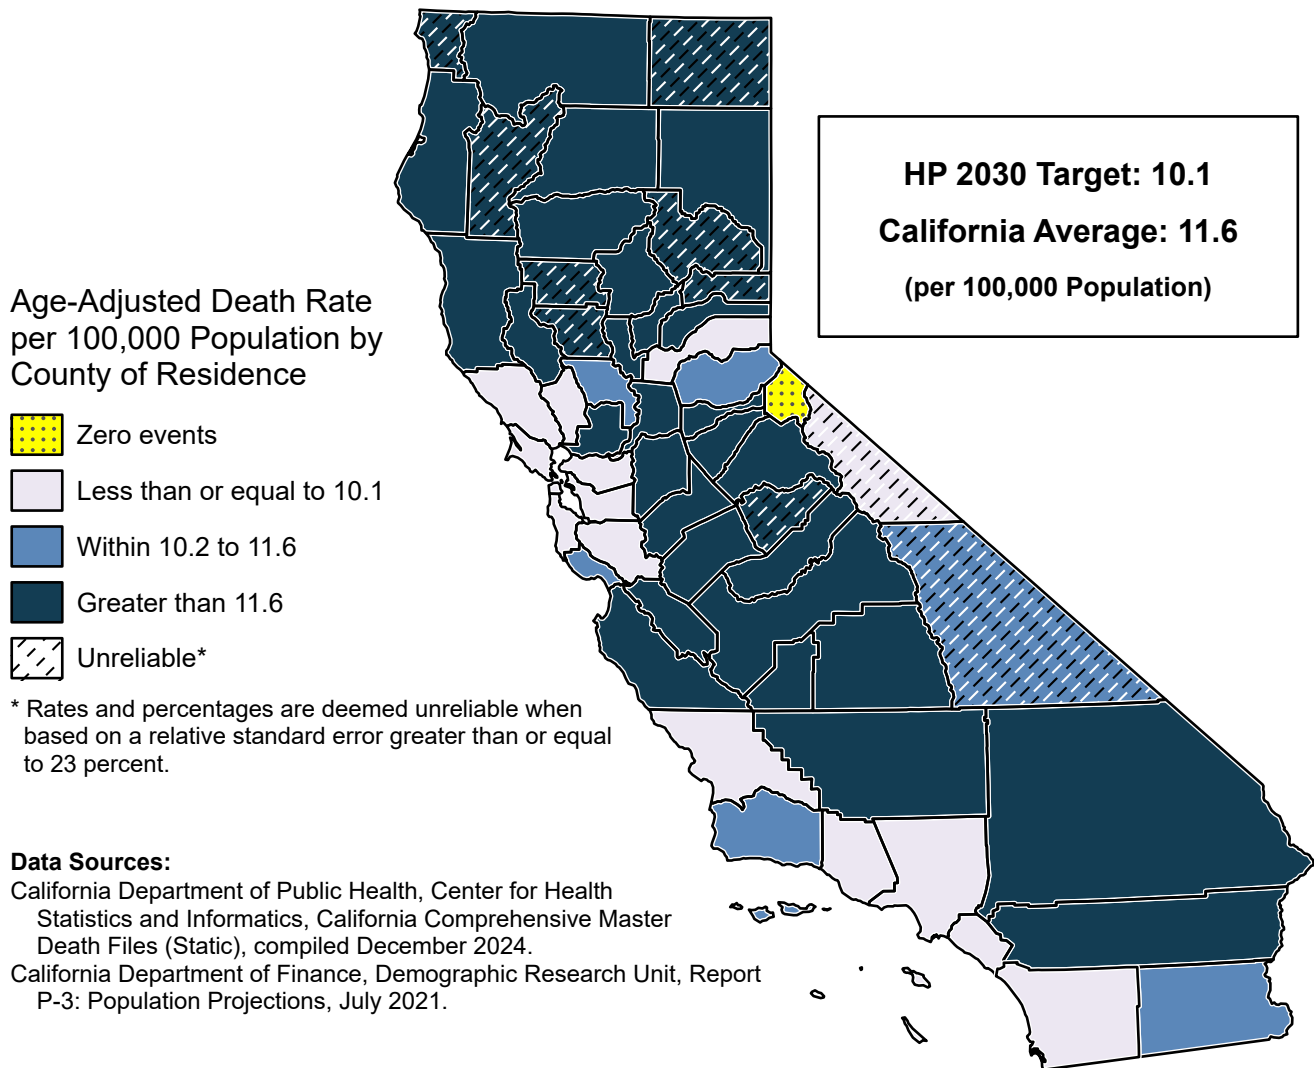 HP 2030 Target: 10.1
California Average: 11.6
(per 100,000 Population)
Age-Adjusted Death Rate
per 100,000 Population by
County of Residence
Zero events
Less than or equal to 10.1
Within 10.2 to 11.6
Greater than 11.6
Unreliable*
* Rates and percentages are deemed unreliable when
based on a relative standard error greater than or equal
to 23 percent.
Data Sources:
California Department of Public Health, Center for Health
Statistics and Informatics, California Comprehensive Master
Death Files (Static), compiled December 2024.
California Department of Finance, Demographic Research Unit, Report
P-3: Population Projections, July 2021.